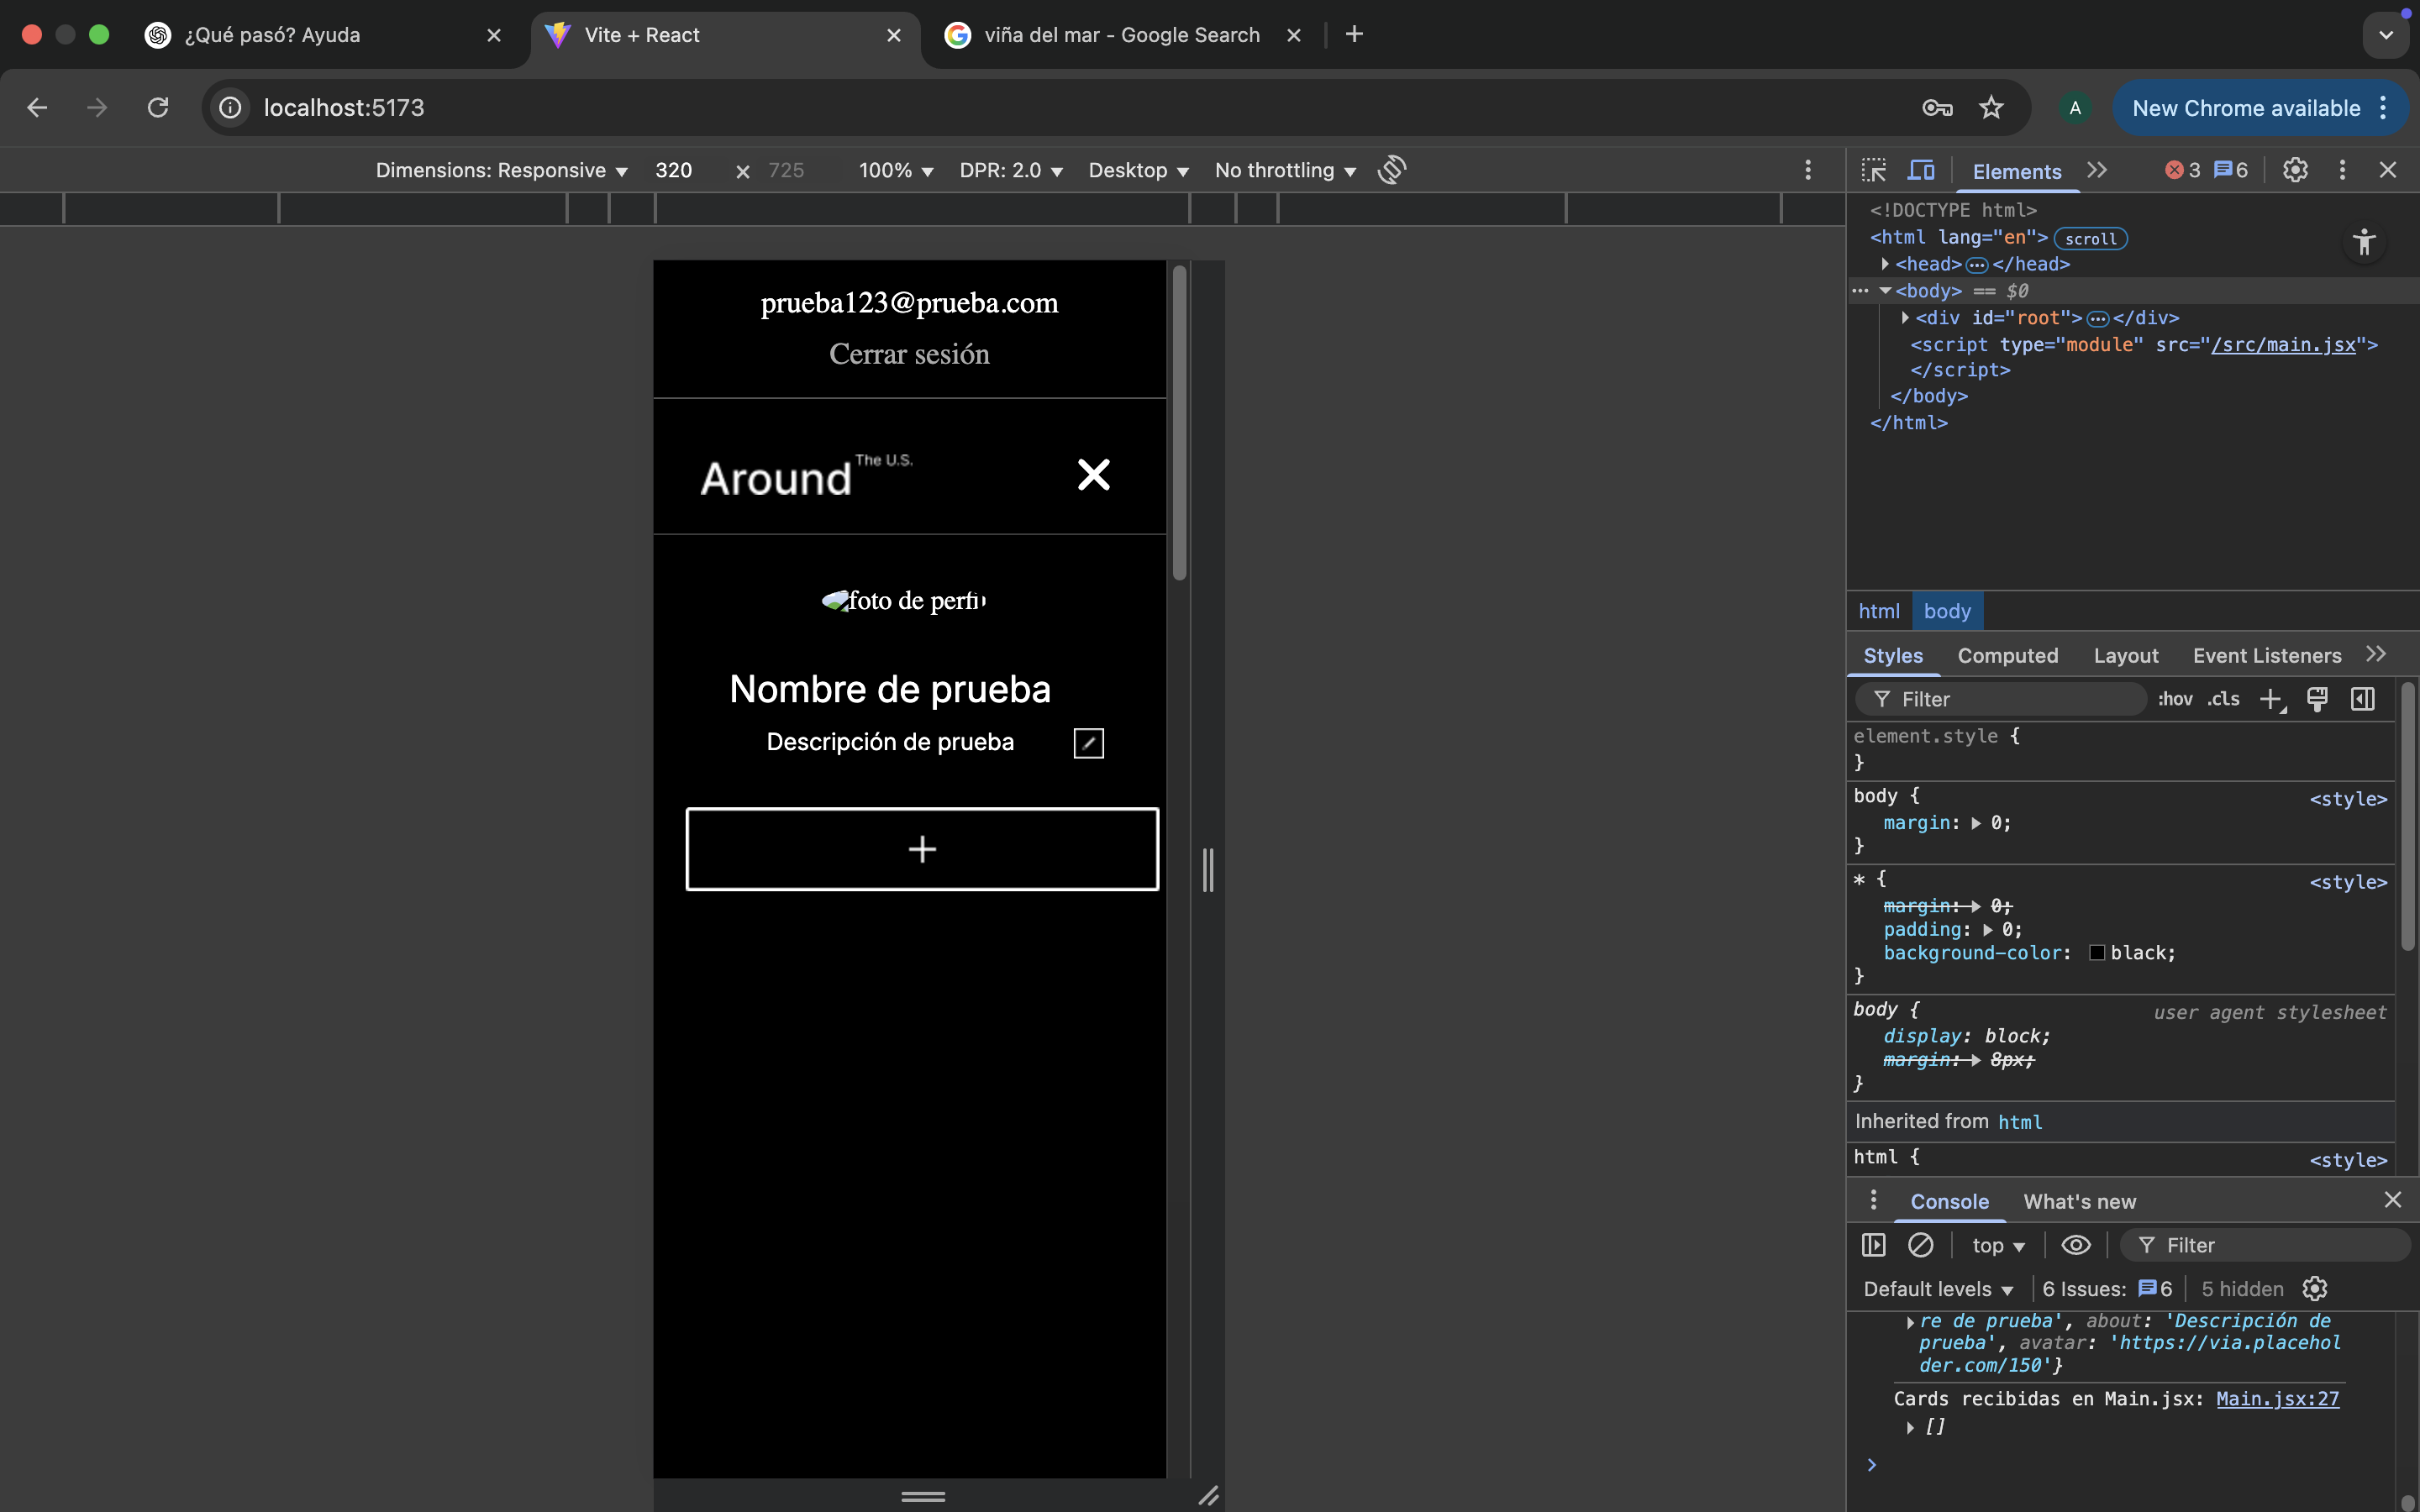 ¿Qué pasó? Ayuda
Vite + React
viña del mar - Google Search
localhost:5173
A
New Chrome available
Dimensions: Responsive
320
725
100%
DPR: 2.0
Desktop
No throttling
Elements
3
6
prueba123@prueba.com
Cerrar sesión
Around The U.S.
foto de perfi
Nombre de prueba
Descripción de prueba
<!DOCTYPE html>
<html lang="en"> scroll
<head> </head>
<body> == $0
<div id="root"> </div>
<script type="module" src="/src/main.jsx">
</script>
</body>
</html>
html body
Styles Computed Layout Event Listeners
Filter :hov .cls
element.style {
}
body { <style>
margin: 0;
}
* { <style>
margin: 0;
padding: 0;
background-color: black;
}
body { user agent stylesheet
display: block;
margin: 8px;
}
Inherited from html
html { <style>
Console What's new
top Filter
Default levels 6 Issues: 6 5 hidden
re de prueba', about: 'Descripción de
prueba', avatar: 'https://via.placehol
der.com/150'}
Cards recibidas en Main.jsx: Main.jsx:27
[]